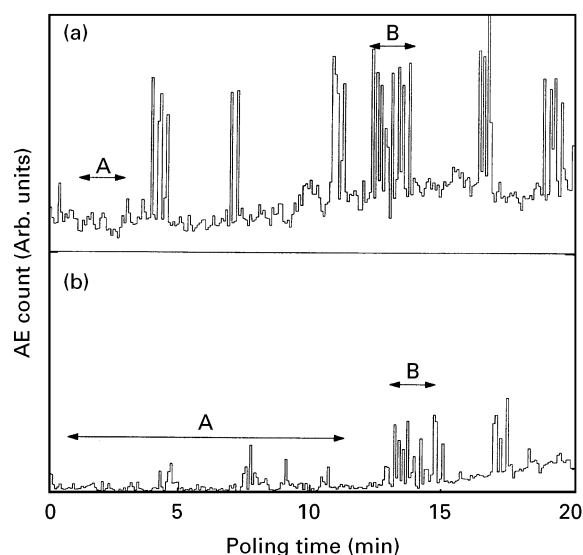 (a)
B
A
(b)
B
A
AE count (Arb. units)
0 5 10 15 20
Poling time (min)